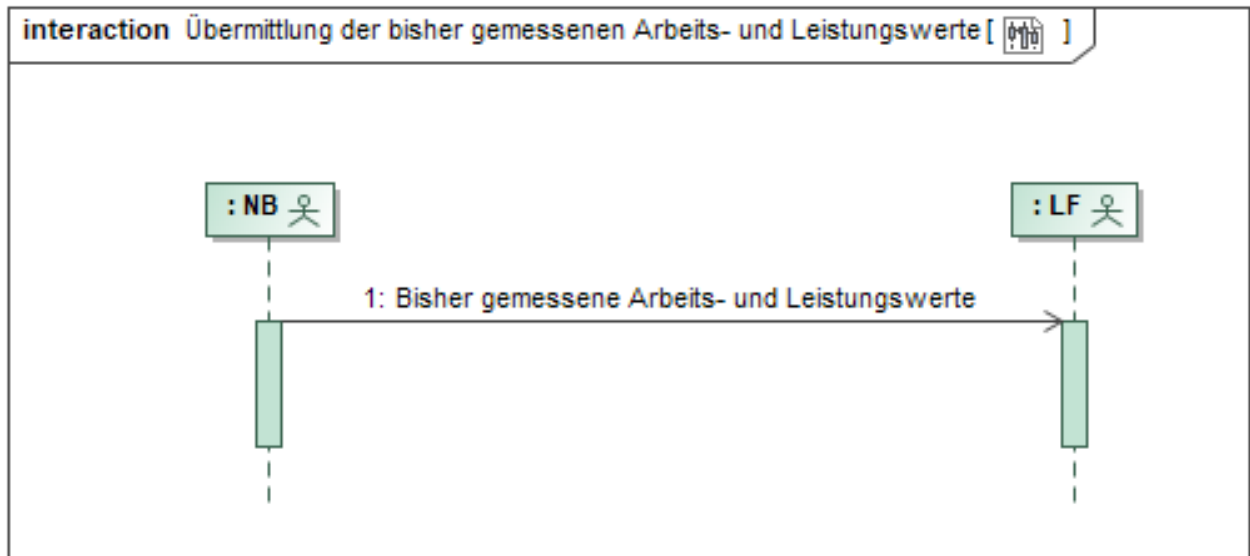 interaction Übermittlung der bisher gemessenen Arbeits- und Leistungswerte [ ]
: NB
: LF
1: Bisher gemessene Arbeits- und Leistungswerte